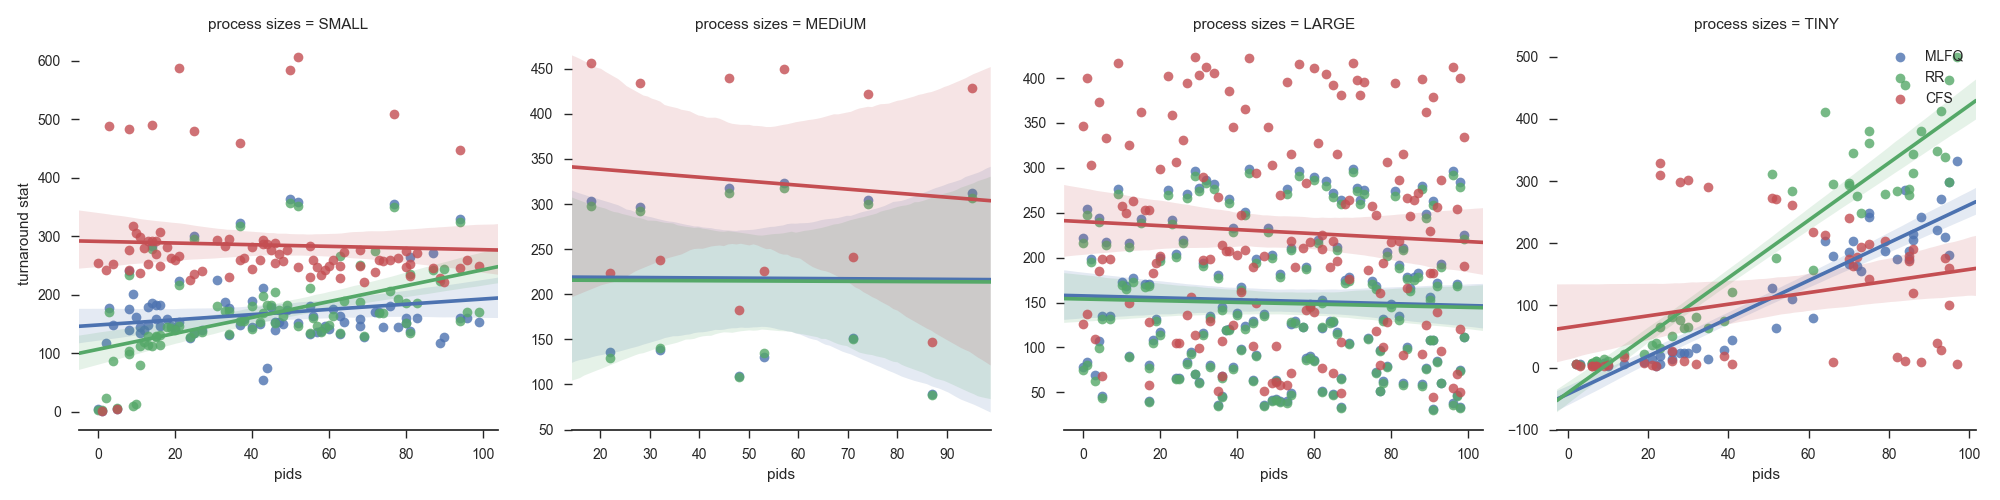 process sizes = SMALL
process sizes = MEDiUM
process sizes = LARGE
process sizes = TINY
turnaround stat
600
500
400
300
200
100
0
0 20 40 60 80 100
pids
450
400
350
300
250
200
150
100
50
20 30 40 50 60 70 80 90
pids
400
350
300
250
200
150
100
50
0 20 40 60 80 100
pids
500
400
300
200
100
0
−100
0 20 40 60 80 100
pids
MLFQ
RR
CFS